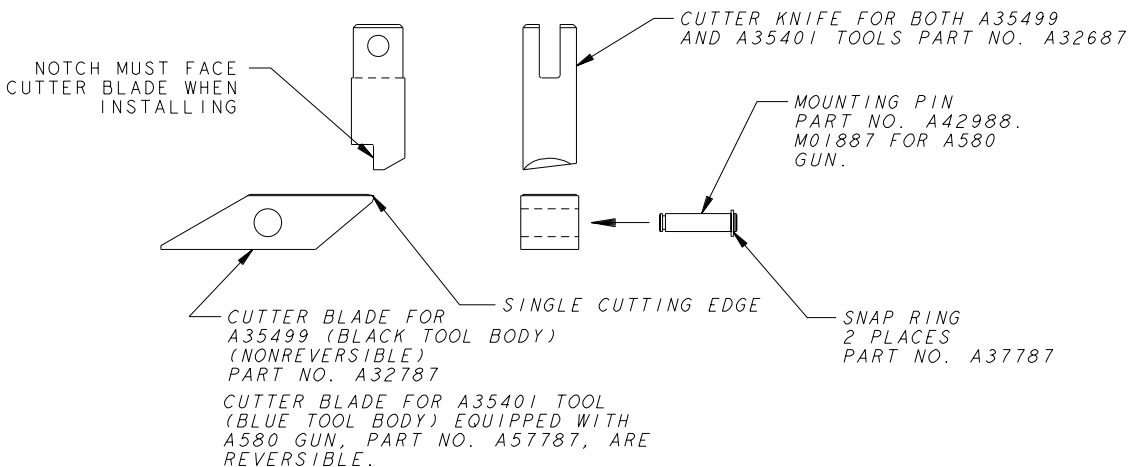 CUTTER KNIFE FOR BOTH A35499
AND A35401 TOOLS PART NO. A32687
NOTCH MUST FACE
CUTTER BLADE WHEN
INSTALLING
MOUNTING PIN
PART NO. A42988.
M01887 FOR A580
GUN.
SINGLE CUTTING EDGE
CUTTER BLADE FOR
A35499 (BLACK TOOL BODY)
(NONREVERSIBLE)
PART NO. A32787
SNAP RING
2 PLACES
PART NO. A37787
CUTTER BLADE FOR A35401 TOOL
(BLUE TOOL BODY) EQUIPPED WITH
A580 GUN, PART NO. A57787, ARE
REVERSIBLE.